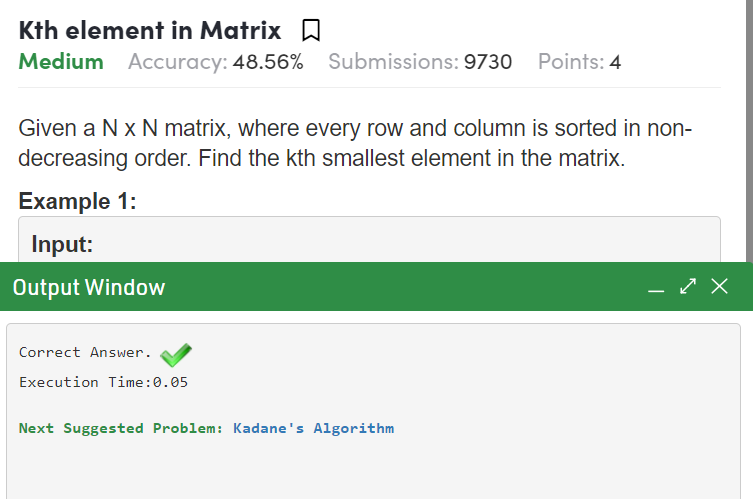 Kth element in Matrix
Medium Accuracy: 48.56% Submissions: 9730 Points: 4
Given a N x N matrix, where every row and column is sorted in non-
decreasing order. Find the kth smallest element in the matrix.
Example 1:
Input:
Output Window
Correct Answer.
Execution Time:0.05
Next Suggested Problem: Kadane's Algorithm